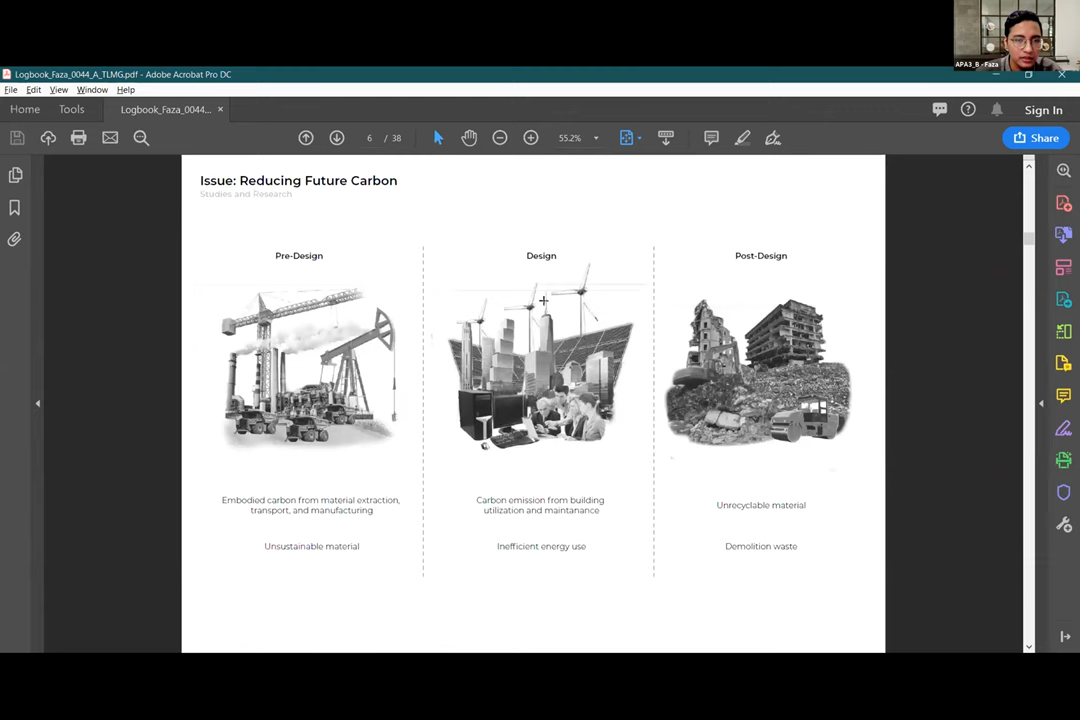 APA3_B - Faza
Logbook_Faza_0044_A_TLMG.pdf - Adobe Acrobat Pro DC
File Edit View Window Help
Home Tools Logbook_Faza_0044... ×
Sign In
6 / 38
55.2%
Share
Issue: Reducing Future Carbon
Studies and Research
Pre-Design
Design
Post-Design
Embodied carbon from material extraction,
transport, and manufacturing
Carbon emission from building
utilization and maintanance
Unrecyclable material
Unsustainable material
Inefficient energy use
Demolition waste